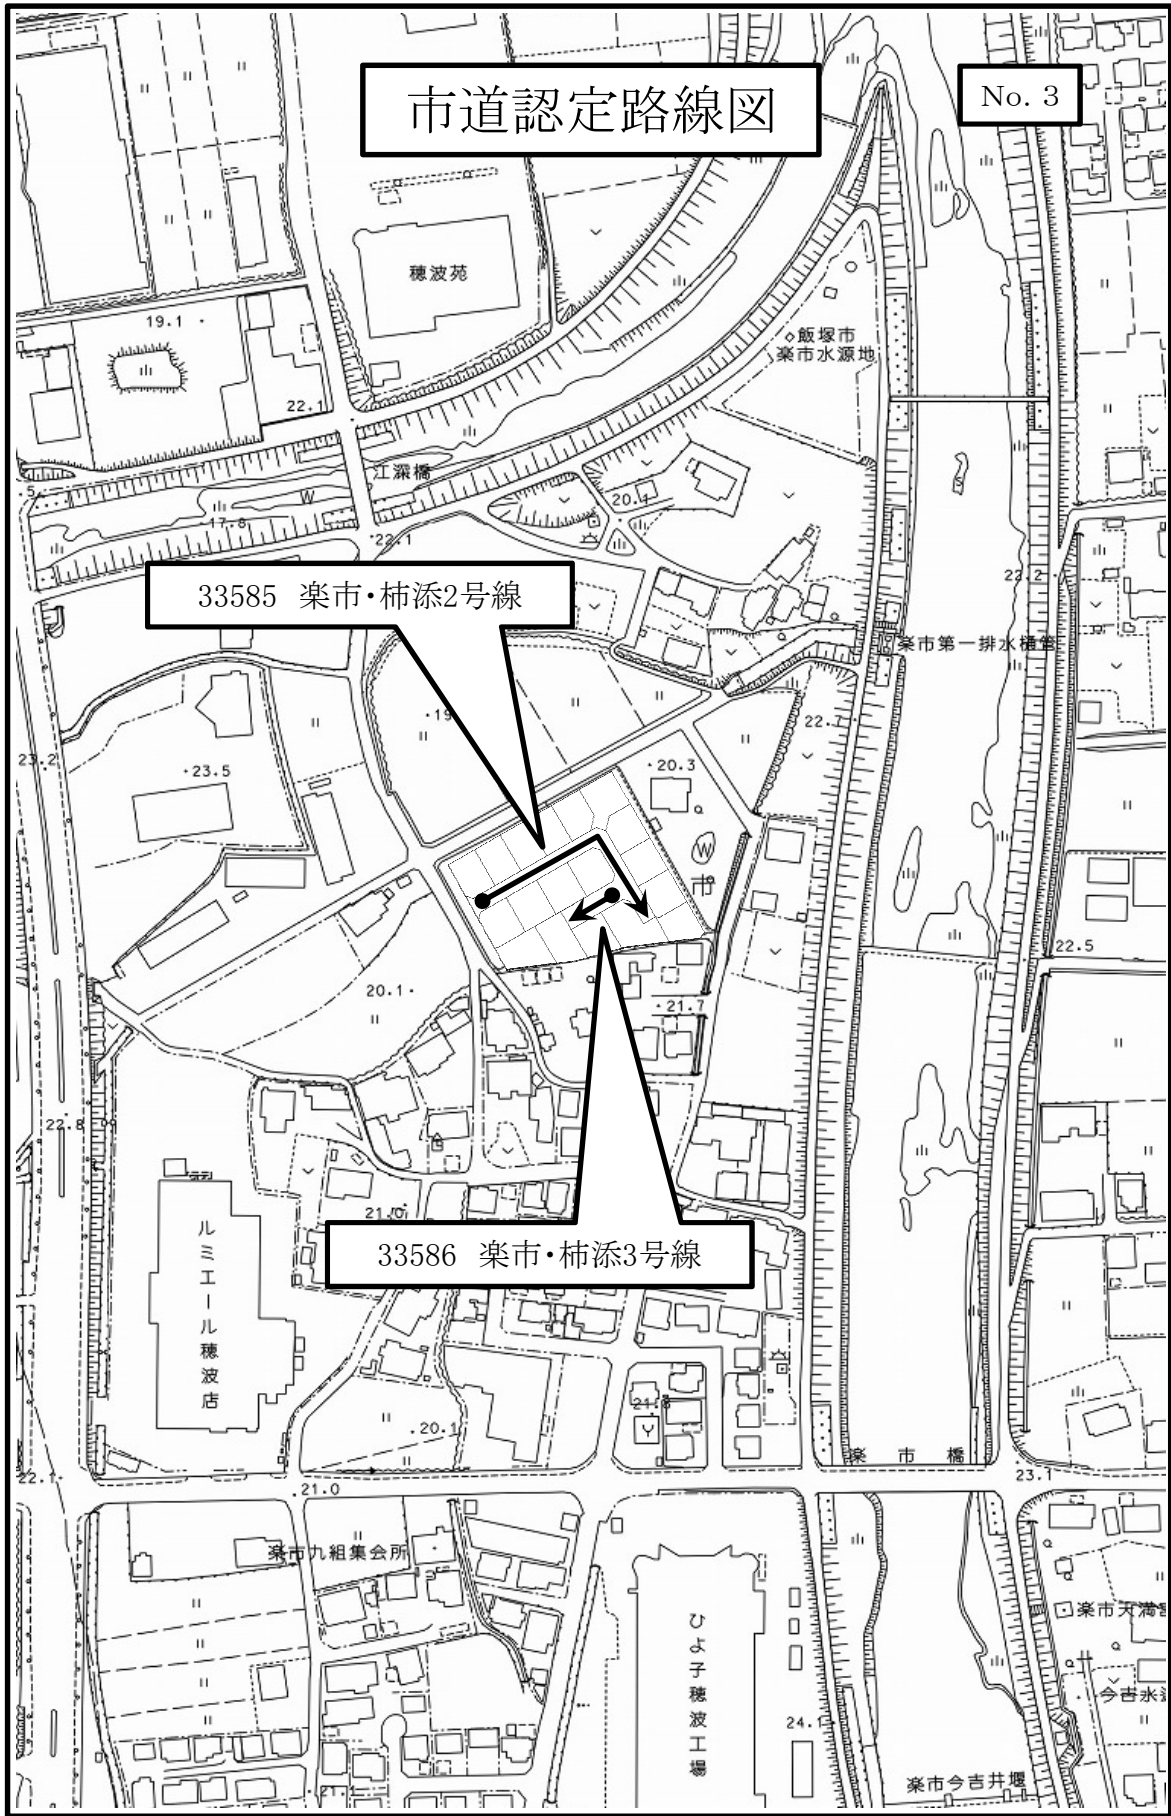 市道認定路線図
No. 3
穂波苑
19.1
飯塚市
楽市水源地
22.1
江深橋
20.1
W
17.8
22.1
22.2
33585 楽市・柿添2号線
楽市第一排水樋管
19
22.7
23.2
23.5
20.3
W
市
22.5
20.1
21.7
22.8
21.0
33586 楽市・柿添3号線
ルミエール穂波店
21.8
20.1
楽市橋
22.1
23.1
21.0
楽市九組集会所
楽市天満宮
ひよ子穂波工場
今吉水
24.1
楽市今吉井堰
21.1